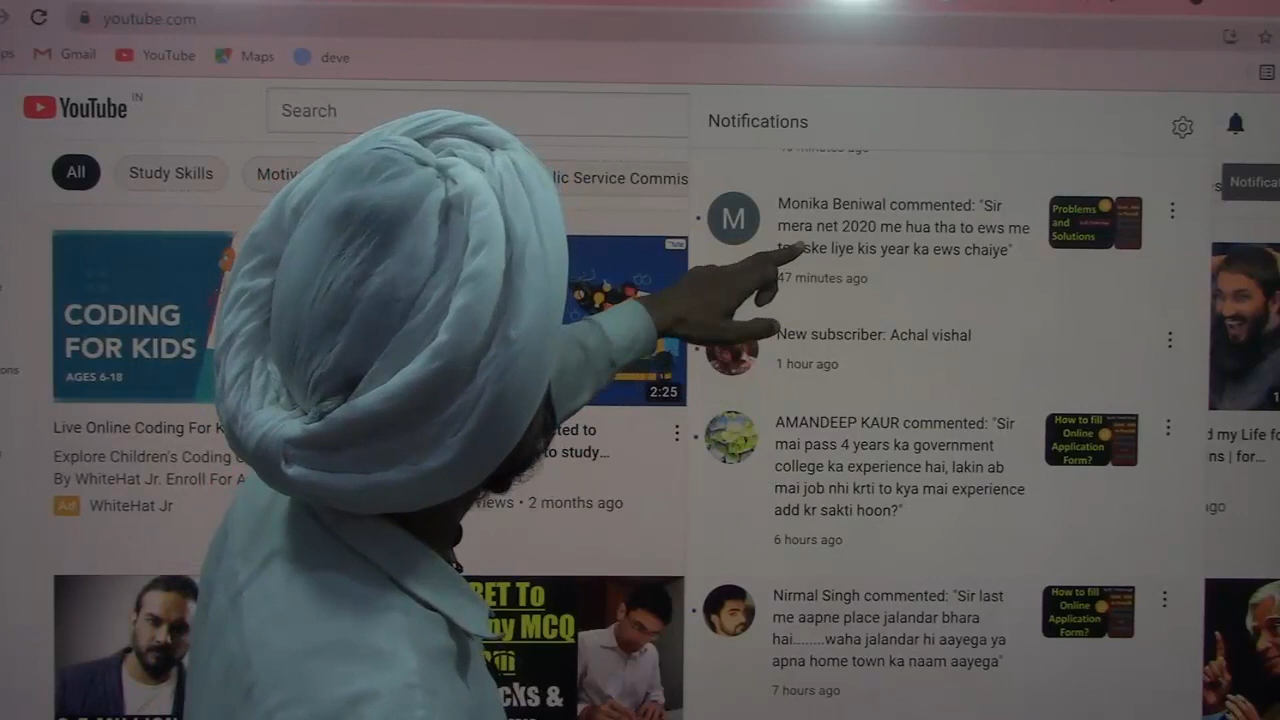 youtube.com
Gmail
YouTube
Maps
deve
YouTube IN
Search
Notifications
All
Study Skills
lic Service Commis
Monika Beniwal commented: "Sir
mera net 2020 me hua tha to ews me
ske liye kis year ka ews chaiye"
47 minutes ago
M
Problems
and
Solutions
New subscriber: Achal vishal
1 hour ago
AMANDEEP KAUR commented: "Sir
mai pass 4 years ka government
college ka experience hai, lakin ab
mai job nhi krti to kya mai experience
add kr sakti hoon?"
6 hours ago
How to fill
Online
Application
Form?
Nirmal Singh commented: "Sir last
me aapne place jalandar bhara
hai........waha jalandar hi aayega ya
apna home town ka naam aayega"
7 hours ago
How to fill
Online
Application
Form?
CODING
FOR KIDS
AGES 6-18
Live Online Coding For K
Explore Children's Coding
By WhiteHat Jr. Enroll For A
Ad WhiteHat Jr
2:25
ted to
to study...
views • 2 months ago
d my Life f
ns | for...
ET To
ny MCQ
cks &